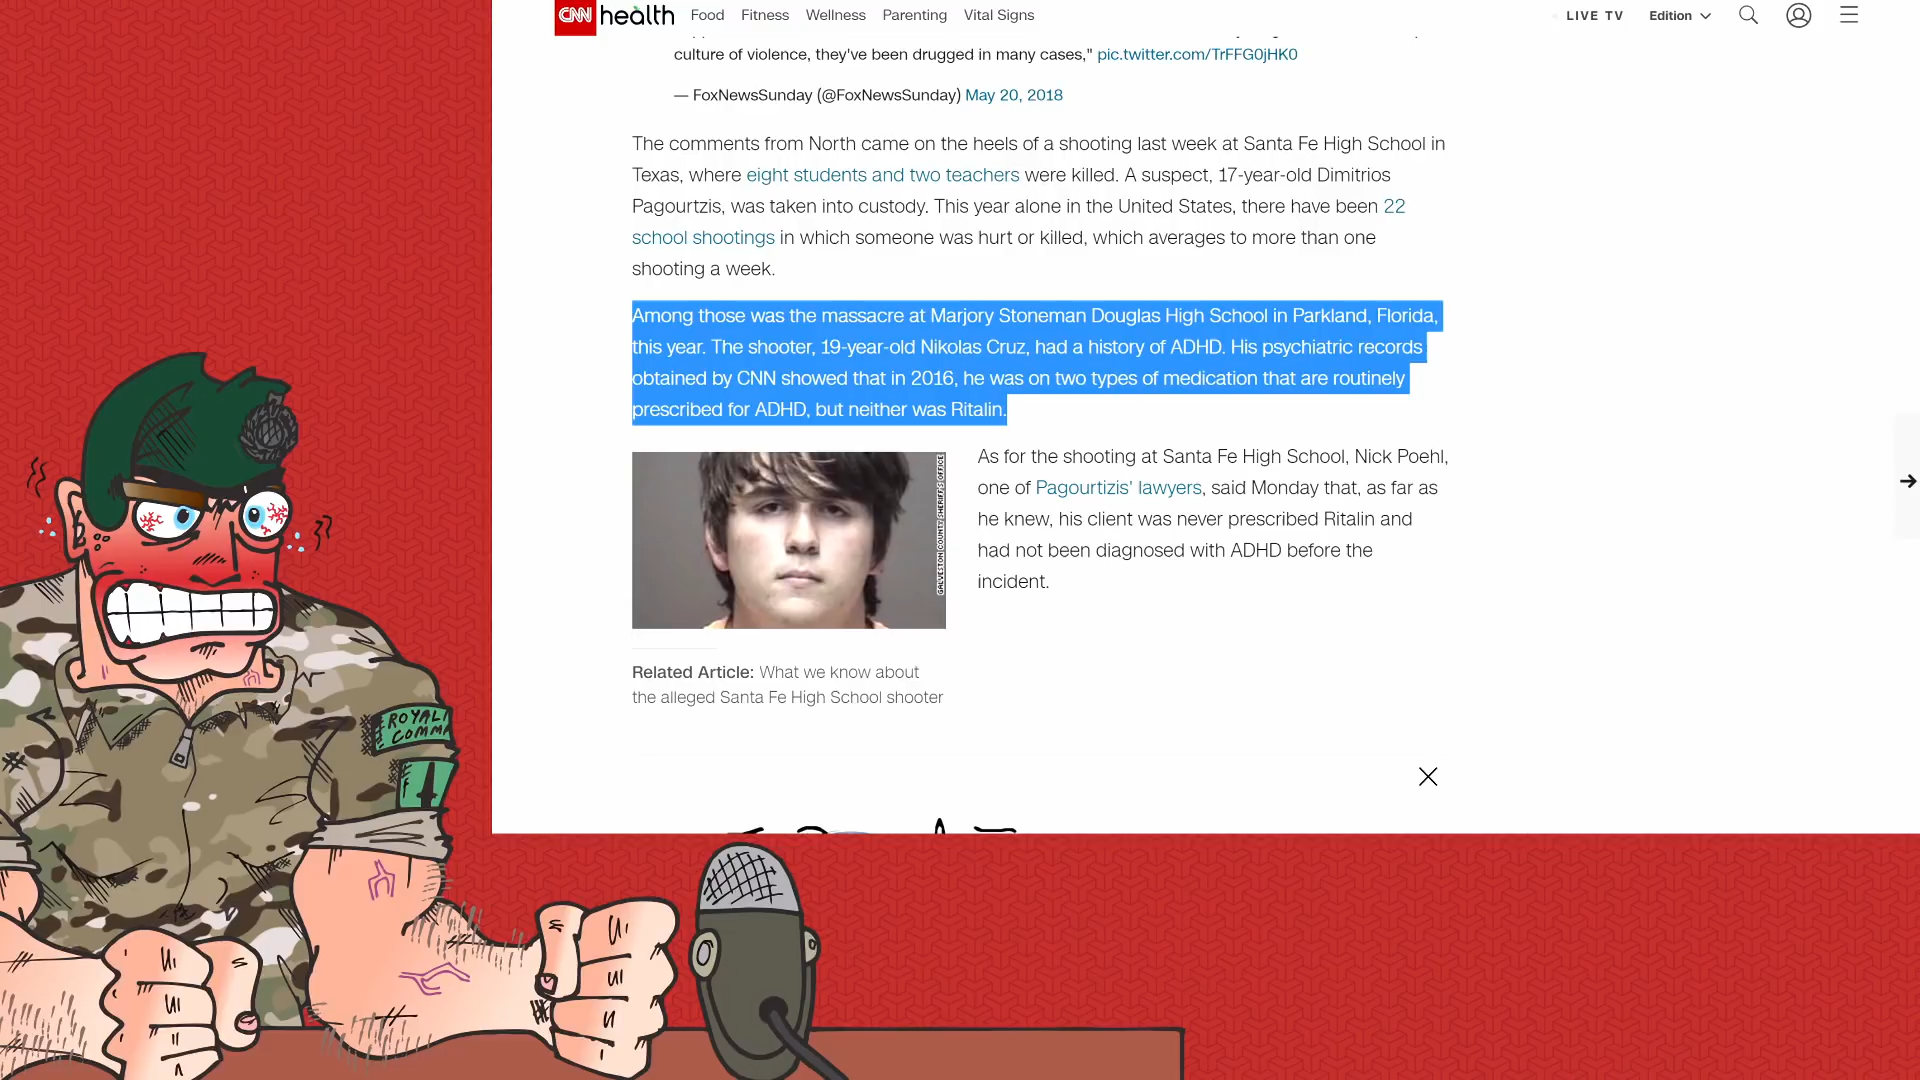 CNN health Food Fitness Wellness Parenting Vital Signs LIVE TV Edition
culture of violence, they've been drugged in many cases," pic.twitter.com/TrFFG0jHK0
— FoxNewsSunday (@FoxNewsSunday) May 20, 2018
The comments from North came on the heels of a shooting last week at Santa Fe High School in
Texas, where eight students and two teachers were killed. A suspect, 17-year-old Dimitrios
Pagourtzis, was taken into custody. This year alone in the United States, there have been 22
school shootings in which someone was hurt or killed, which averages to more than one
shooting a week.
Among those was the massacre at Marjory Stoneman Douglas High School in Parkland, Florida,
this year. The shooter, 19-year-old Nikolas Cruz, had a history of ADHD. His psychiatric records
obtained by CNN showed that in 2016, he was on two types of medication that are routinely
prescribed for ADHD, but neither was Ritalin.
GALVESTON COUNTY SHERIFF'S OFFICE
As for the shooting at Santa Fe High School, Nick Poehl,
one of Pagourtizis' lawyers, said Monday that, as far as
he knew, his client was never prescribed Ritalin and
had not been diagnosed with ADHD before the
incident.
Related Article: What we know about
the alleged Santa Fe High School shooter
ROYAL
COMM